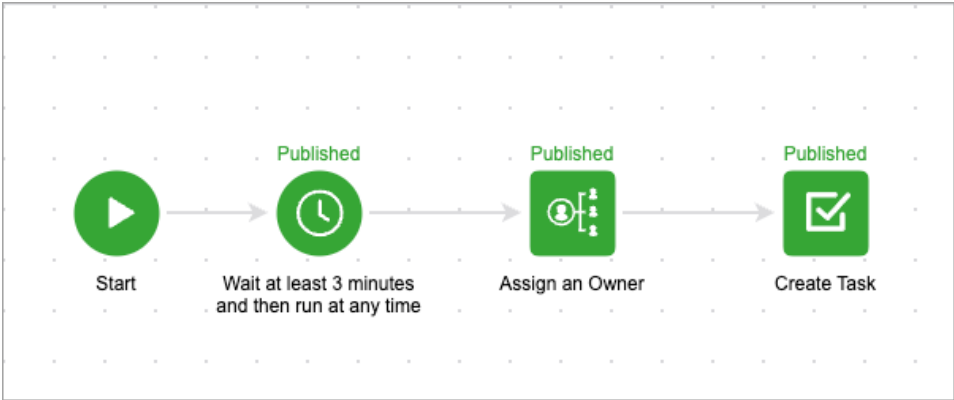 Published
Published
Published
Start
Wait at least 3 minutes
and then run at any time
Assign an Owner
Create Task